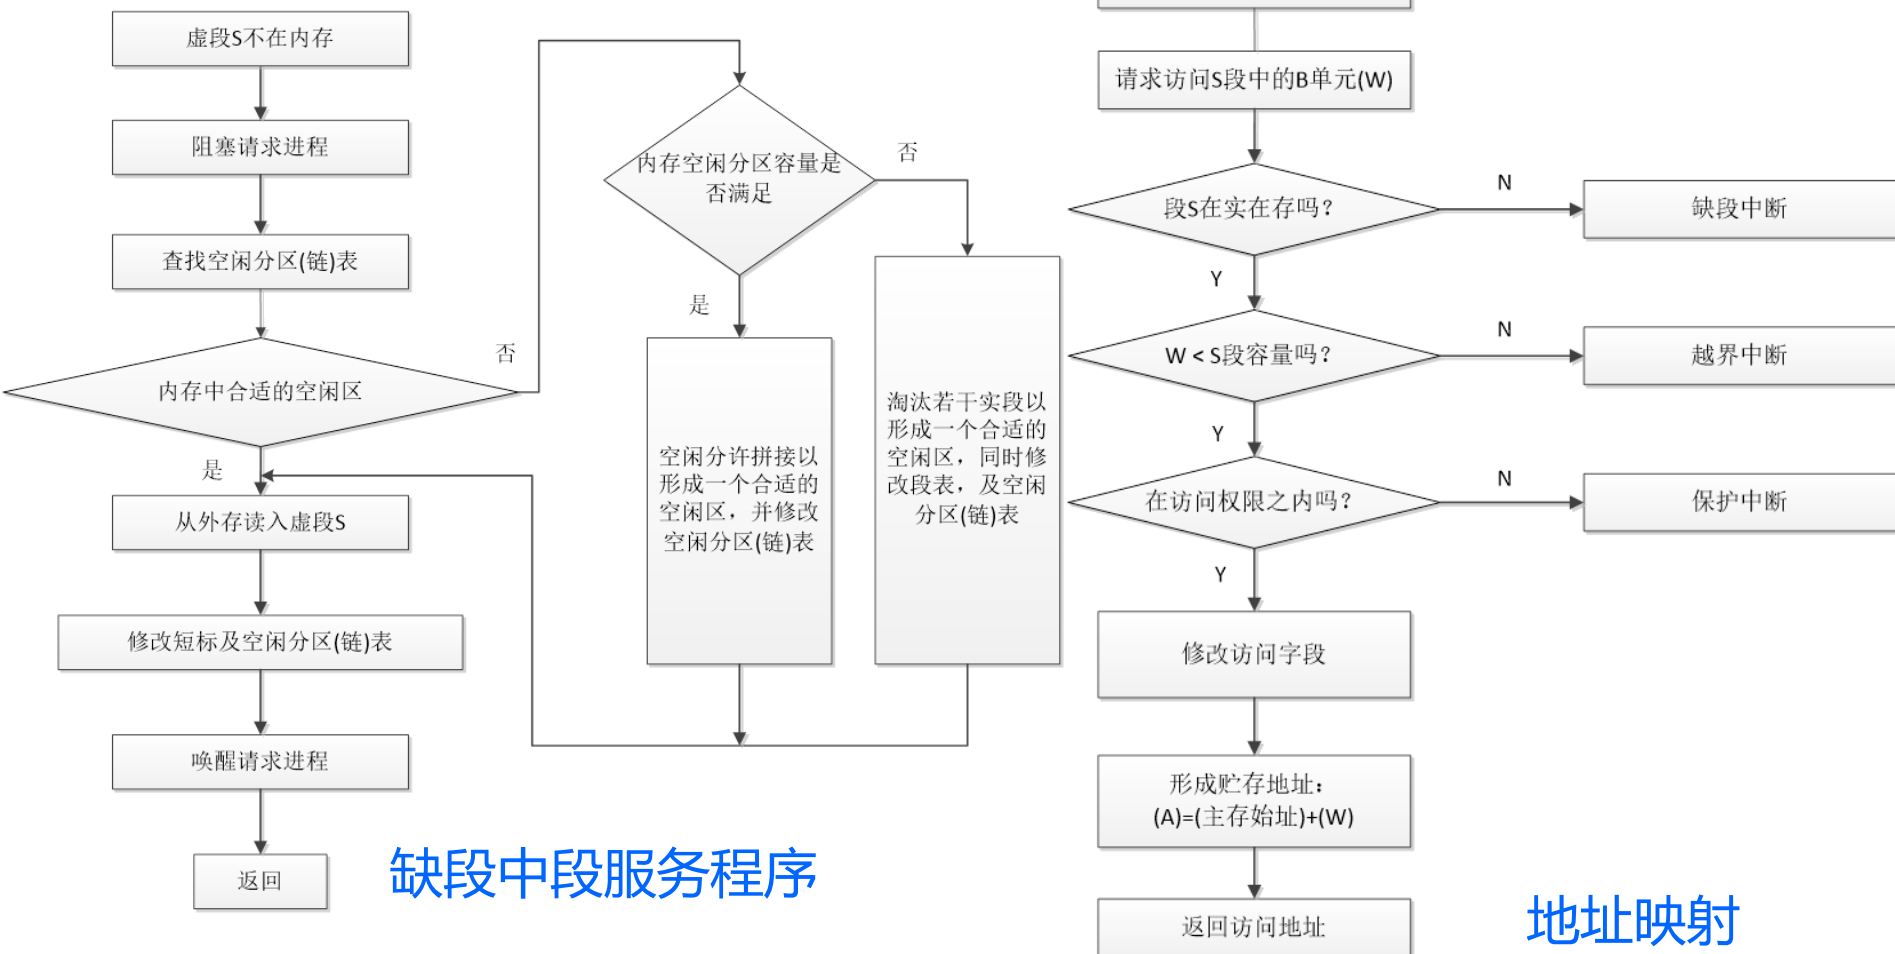 虚段S不在内存
阻塞请求进程
查找空闲分区(链)表
内存中合适的空闲区
否
是
从外存读入虚段S
修改短标及空闲分区(链)表
唤醒请求进程
返回
内存空闲分区容量是
否满足
否
是
空闲分许拼接以
形成一个合适的
空闲区，并修改
空闲分区(链)表
淘汰若干实段以
形成一个合适的
空闲区，同时修
改段表，及空闲
分区(链)表
缺段中段服务程序
请求访问S段中的B单元(W)
段S在实在存吗？
N
缺段中断
Y
W < S段容量吗？
N
越界中断
Y
在访问权限之内吗？
N
保护中断
Y
修改访问字段
形成贮存地址：
(A)=(主存始址)+(W)
返回访问地址
地址映射